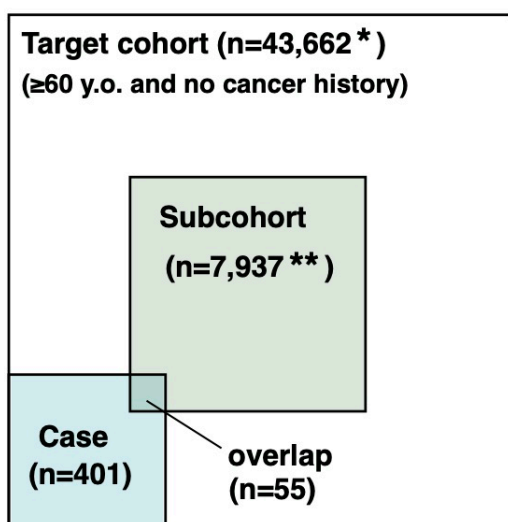 Target cohort (n=43,662*)
(≥60 y.o. and no cancer history)
Subcohort
(n=7,937**)
Case
(n=401)
overlap
(n=55)